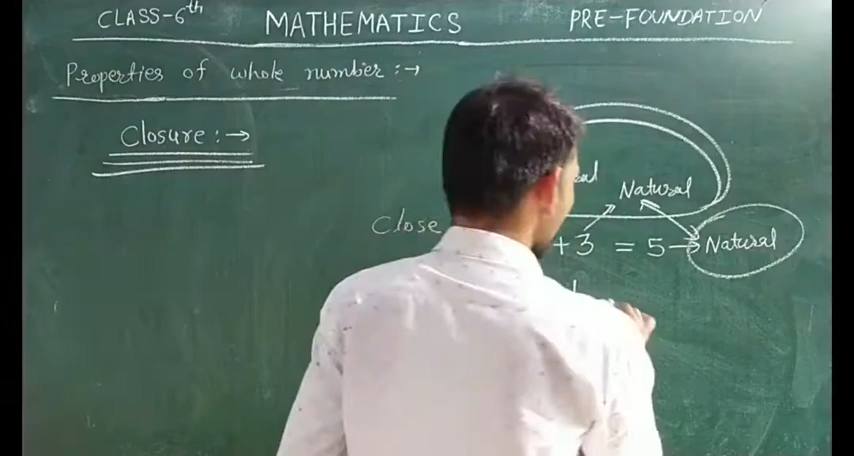 CLASS-6th MATHEMATICS PRE-FOUNDATION
Properties of whole number :→
Closure :→
Natural
Close + 3 = 5 → Natural